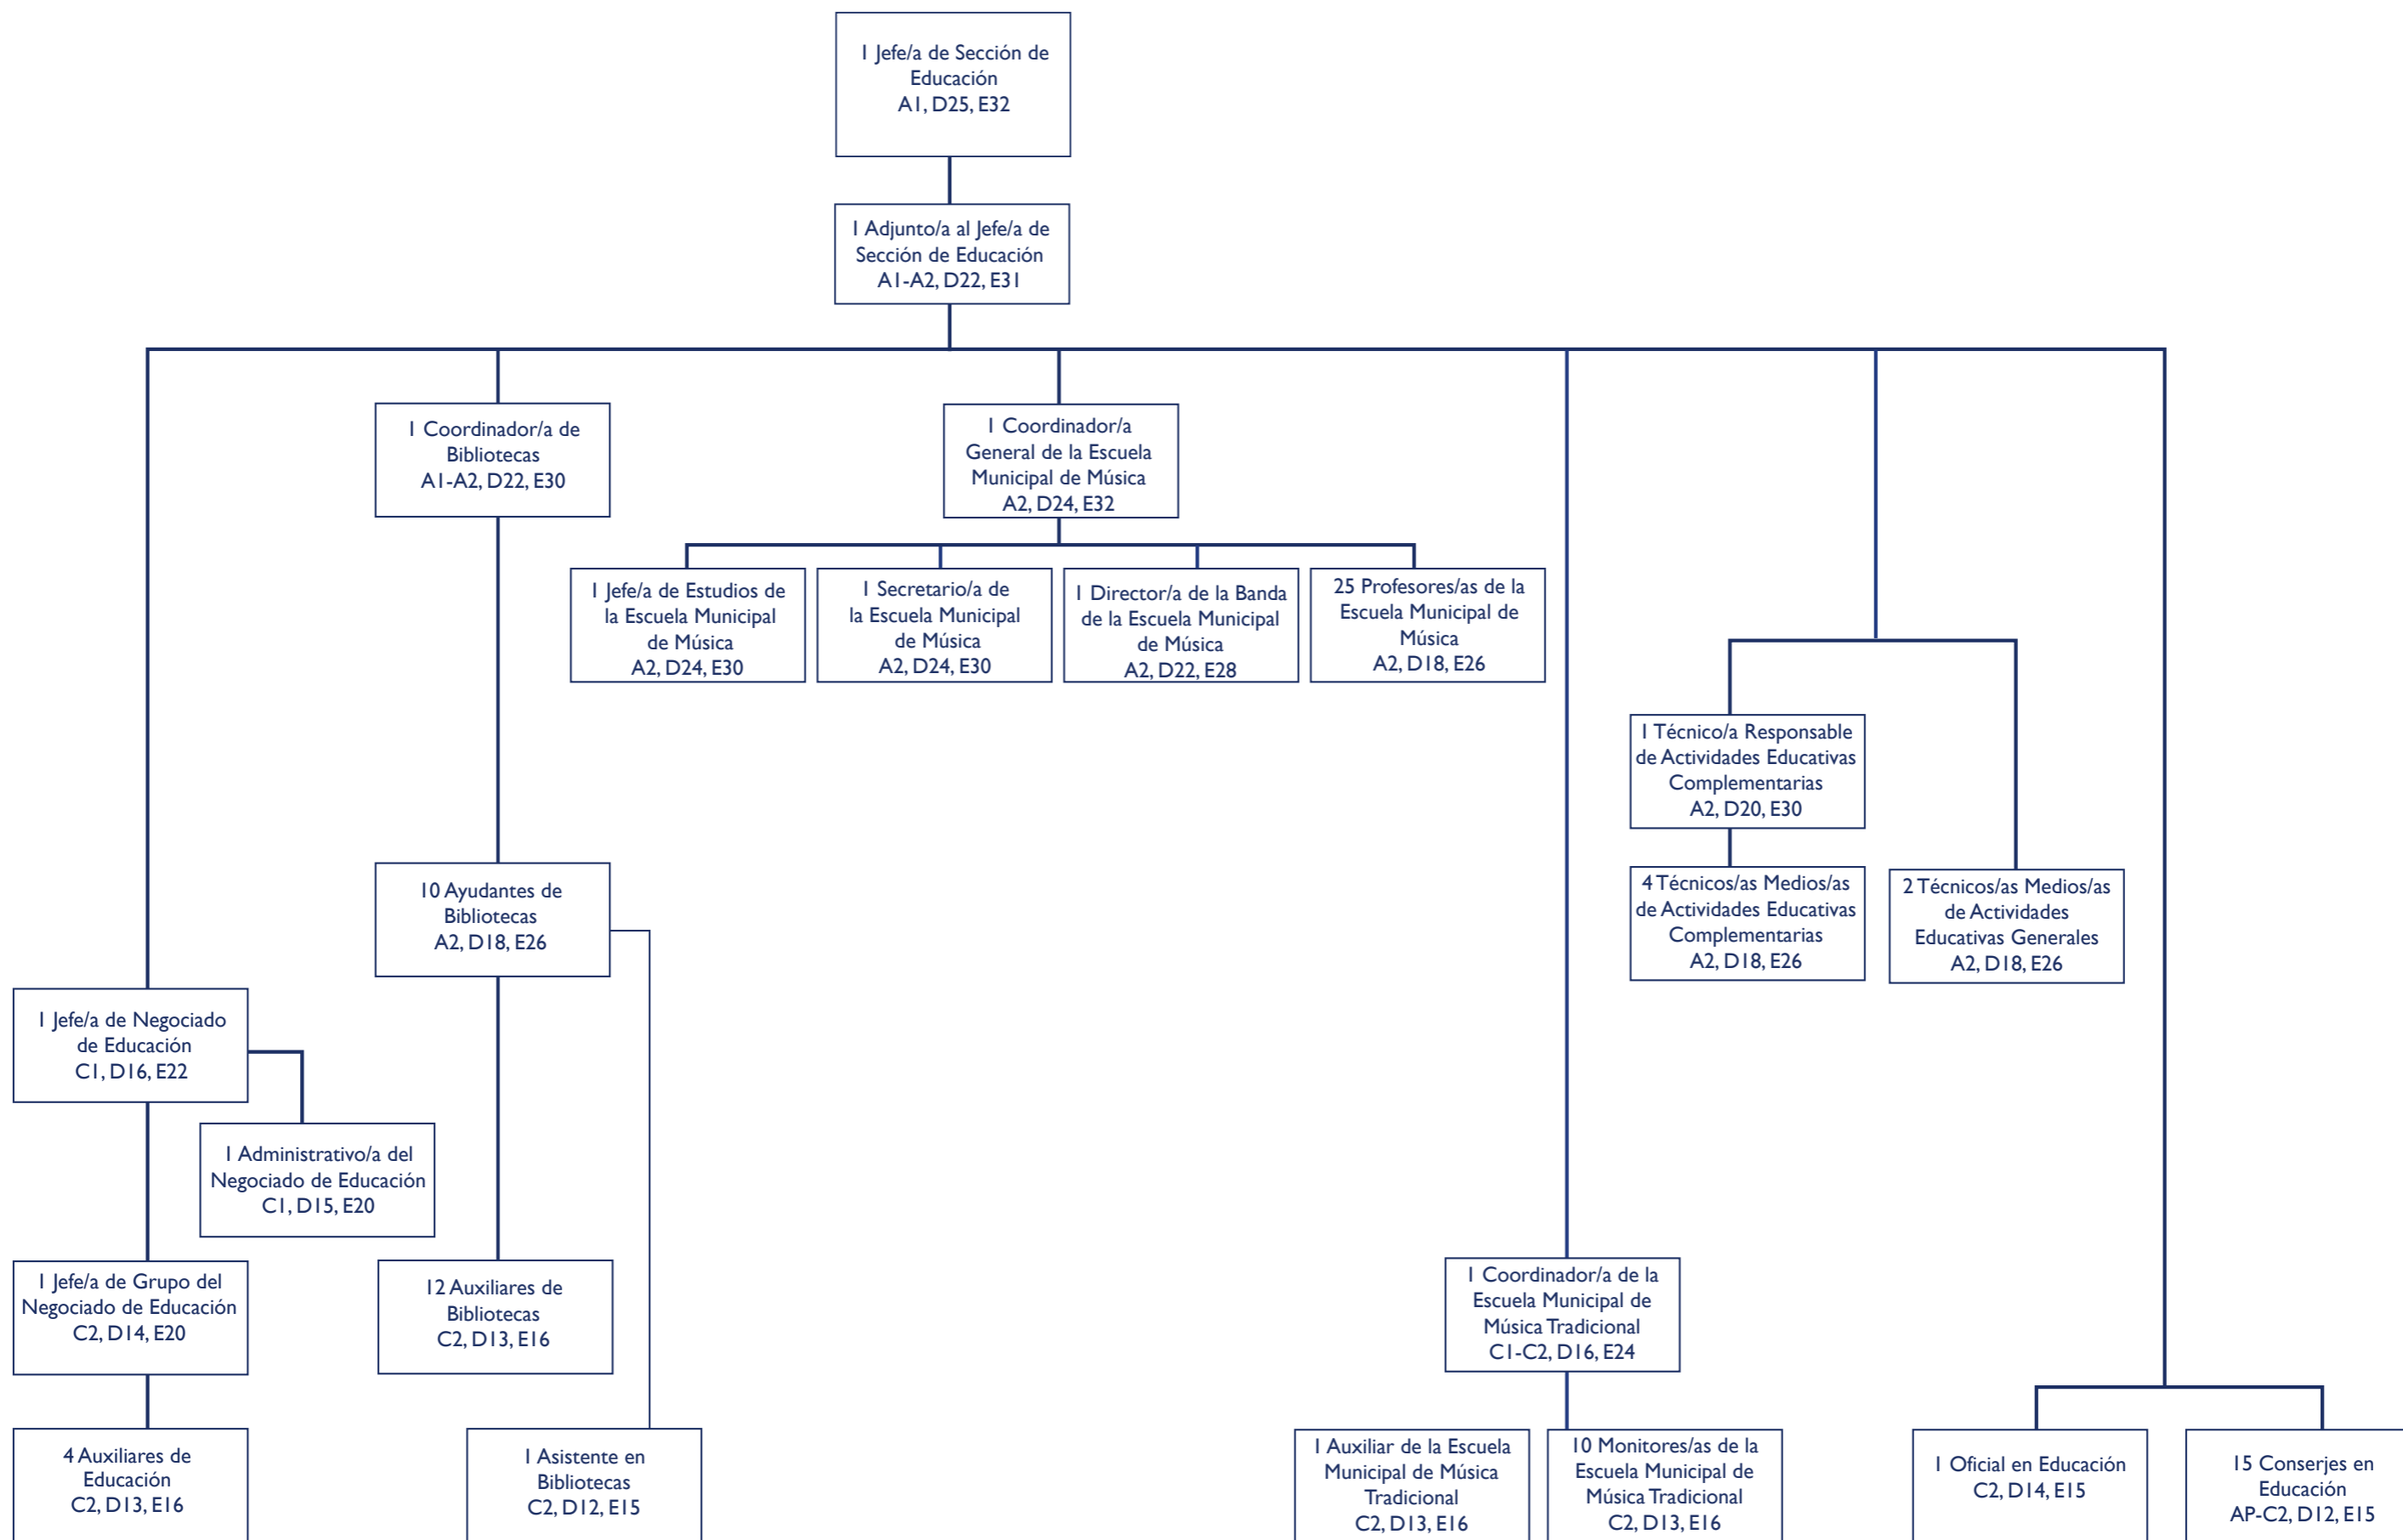 1 Jefe/a de Sección de
Educación
A1, D25, E32
1 Adjunto/a al Jefe/a de
Sección de Educación
A1-A2, D22, E31
1 Coordinador/a de
Bibliotecas
A1-A2, D22, E30
1 Coordinador/a
General de la Escuela
Municipal de Música
A2, D24, E32
1 Jefe/a de Estudios de
la Escuela Municipal
de Música
A2, D24, E30
1 Secretario/a de
la Escuela Municipal
de Música
A2, D24, E30
1 Director/a de la Banda
de la Escuela Municipal
de Música
A2, D22, E28
25 Profesores/as de la
Escuela Municipal de
Música
A2, D18, E26
1 Técnico/a Responsable
de Actividades Educativas
Complementarias
A2, D20, E30
10 Ayudantes de
Bibliotecas
A2, D18, E26
4 Técnicos/as Medios/as
de Actividades Educativas
Complementarias
A2, D18, E26
2 Técnicos/as Medios/as
de Actividades
Educativas Generales
A2, D18, E26
1 Jefe/a de Negociado
de Educación
C1, D16, E22
1 Administrativo/a del
Negociado de Educación
C1, D15, E20
1 Jefe/a de Grupo del
Negociado de Educación
C2, D14, E20
12 Auxiliares de
Bibliotecas
C2, D13, E16
1 Coordinador/a de la
Escuela Municipal de
Música Tradicional
C1-C2, D16, E24
4 Auxiliares de
Educación
C2, D13, E16
1 Asistente en
Bibliotecas
C2, D12, E15
1 Auxiliar de la Escuela
Municipal de Música
Tradicional
C2, D13, E16
10 Monitores/as de la
Escuela Municipal de
Música Tradicional
C2, D13, E16
1 Oficial en Educación
C2, D14, E15
15 Conserjes en
Educación
AP-C2, D12, E15